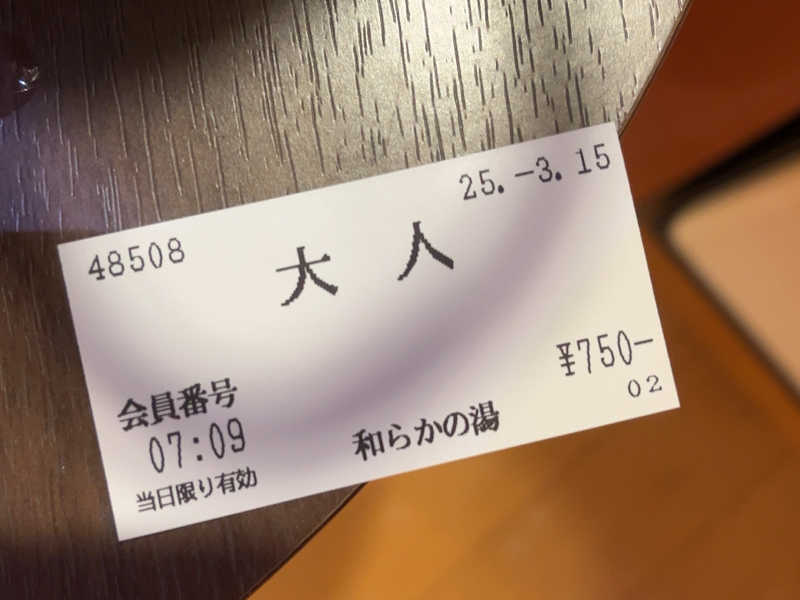 48508
25.-3.15
大人
¥750-
02
会員番号
07:09
和らかの湯
当日限り有効